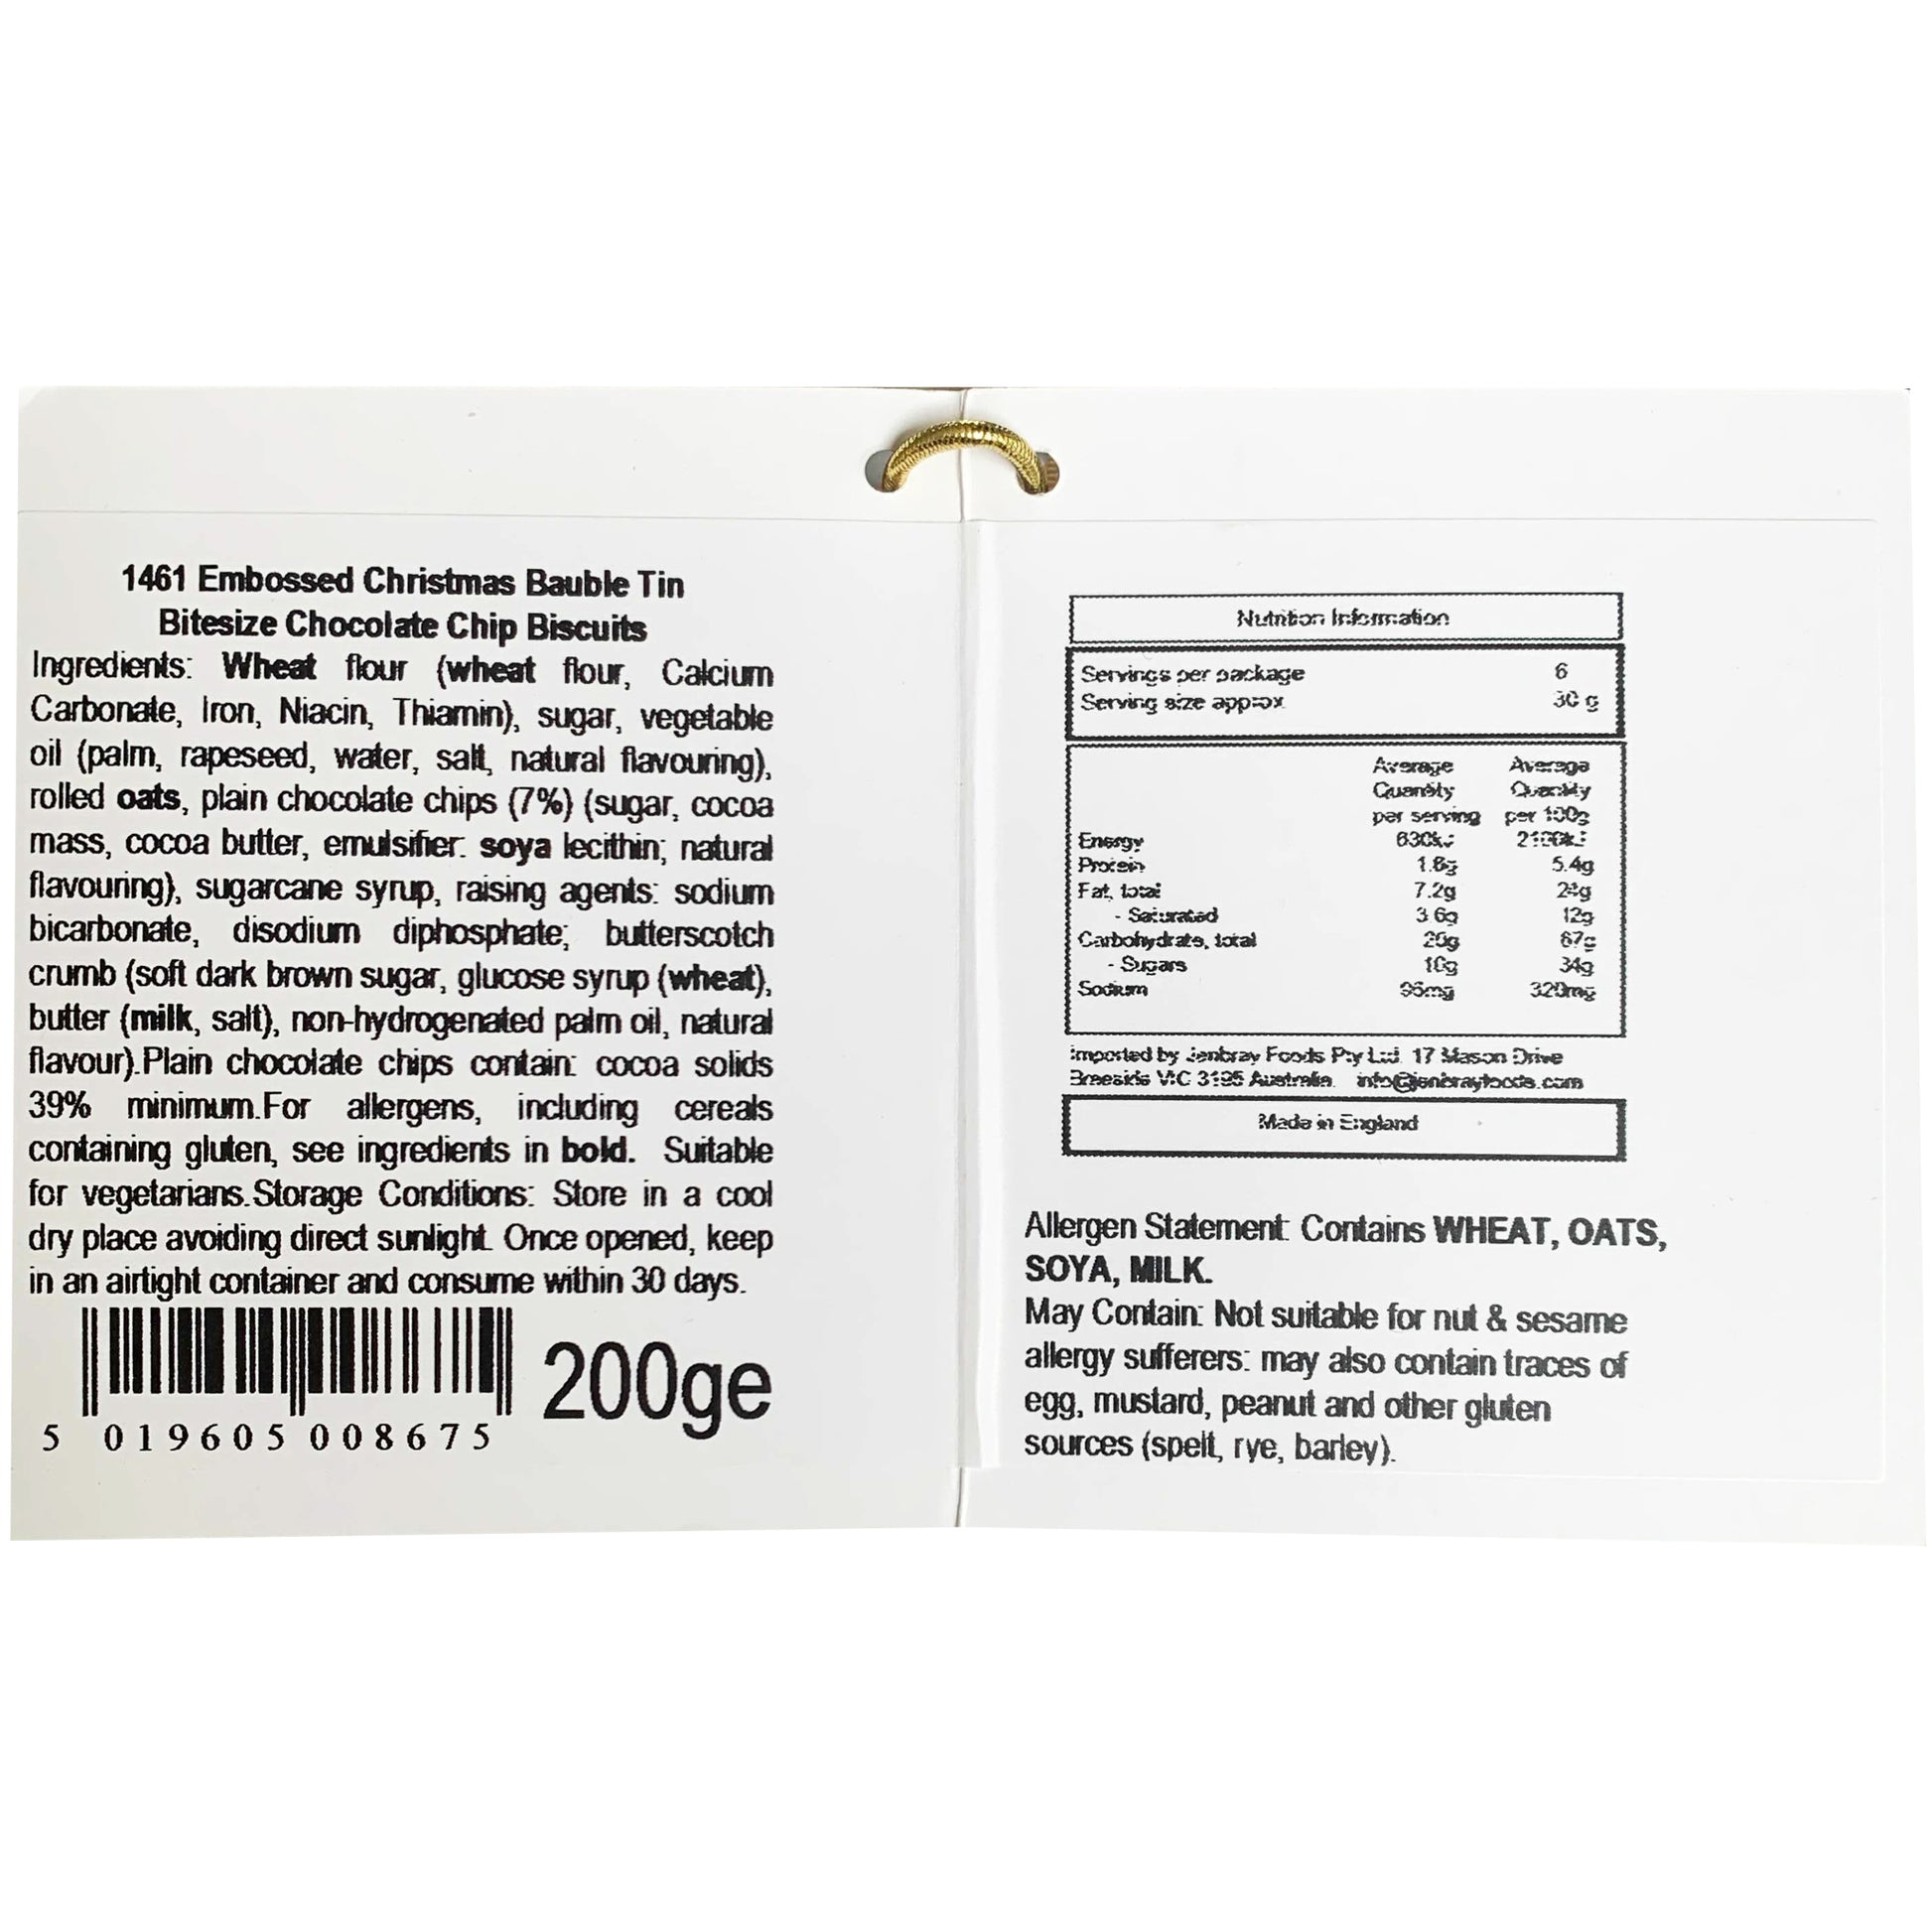 1461 Embossed Christmas Bauble Tin
Bitesize Chocolate Chip Biscuits
Ingredients: Wheat flour (wheat flour, Calcium
Carbonate, Iron, Niacin, Thiamin), sugar, vegetable
oil (palm, rapeseed, water, salt, natural flavouring),
rolled oats, plain chocolate chips (7%) (sugar, cocoa
mass, cocoa butter, emulsifier: soya lecithin; natural
flavouring), sugarcane syrup, raising agents: sodium
bicarbonate, disodium diphosphate; butterscotch
crumb (soft dark brown sugar, glucose syrup (wheat),
butter (milk, salt), non-hydrogenated palm oil, natural
flavour).Plain chocolate chips contain: cocoa solids
39% minimum.For allergens, including cereals
containing gluten, see ingredients in bold. Suitable
for vegetarians.Storage Conditions: Store in a cool
dry place avoiding direct sunlight. Once opened, keep
in an airtight container and consume within 30 days.
200ge
5 019605 008675
Nutrition Information
Servings per package 6
Serving size approx 30 g
Average Average
Quantity Quantity
per serving per 100g
Energy 630kJ 2100kJ
Protein 1.6g 5.4g
Fat, total 7.2g 24g
- Saturated 3.6g 12g
Carbohydrate, total 20g 67g
- Sugars 10g 34g
Sodium 95mg 320mg
Imported by Jenbray Foods Pty Ltd. 17 Mason Drive
Braeside VIC 3195 Australia. info@jenbrayfoods.com
Made in England
Allergen Statement: Contains WHEAT, OATS,
SOYA, MILK.
May Contain: Not suitable for nut & sesame
allergy sufferers: may also contain traces of
egg, mustard, peanut and other gluten
sources (spelt, rye, barley).